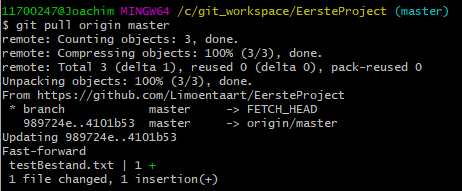 11700247@Joachim MINGW64 /c/git_workspace/EersteProject (master)
$ git pull origin master
remote: Counting objects: 3, done.
remote: Compressing objects: 100% (3/3), done.
remote: Total 3 (delta 1), reused 0 (delta 0), pack-reused 0
Unpacking objects: 100% (3/3), done.
From https://github.com/Limoentaart/EersteProject
 * branch            master     -> FETCH_HEAD
   989724e..4101b53  master     -> origin/master
Updating 989724e..4101b53
Fast-forward
 testBestand.txt | 1 +
 1 file changed, 1 insertion(+)